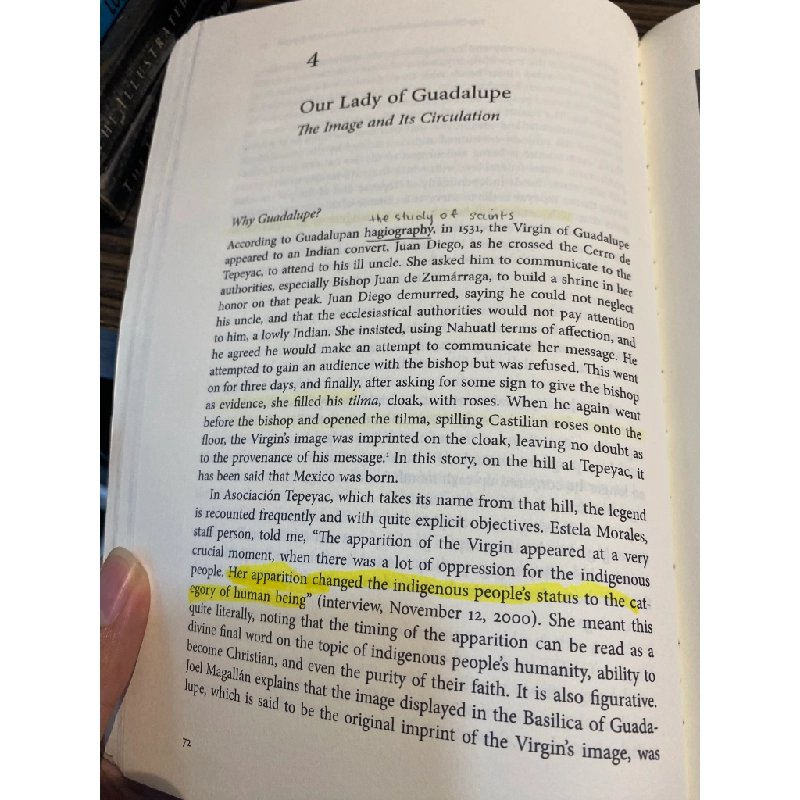 THE ILLUSTRATI
4
Our Lady of Guadalupe
The Image and Its Circulation
Why Guadalupe?
the study of saints
According to Guadalupan hagiography, in 1531, the Virgin of Guadalupe
appeared to an Indian convert, Juan Diego, as he crossed the Cerro de
Tepeyac, to attend to his ill uncle. She asked him to communicate to the
authorities, especially Bishop Juan de Zumárraga, to build a shrine in her
honor on that peak. Juan Diego demurred, saying he could not neglect
his uncle, and that the ecclesiastical authorities would not pay attention
to him, a lowly Indian. She insisted, using Nahuatl terms of affection, and
he agreed he would make an attempt to communicate her message. He
attempted to gain an audience with the bishop but was refused. This went
on for three days, and finally, after asking for some sign to give the bishop
as evidence, she filled his tilma, cloak, with roses. When he again went
before the bishop and opened the tilma, spilling Castilian roses onto the
floor, the Virgin's image was imprinted on the cloak, leaving no doubt as
to the provenance of his message.¹ In this story, on the hill at Tepeyac, it
has been said that Mexico was born.
In Asociación Tepeyac, which takes its name from that hill, the legend
is recounted frequently and with quite explicit objectives. Estela Morales,
staff person, told me, "The apparition of the Virgin appeared at a very
crucial moment, when there was a lot of oppression for the indigenous
people. Her apparition changed the indigenous people's status to the cat-
egory of human being" (interview, November 12, 2000). She meant this
quite literally, noting that the timing of the apparition can be read as a
divine final word on the topic of indigenous people's humanity, ability to
become Christian, and even the purity of their faith. It is also figurative.
Joel Magallán explains that the image displayed in the Basilica of Guada-
lupe, which is said to be the original imprint of the Virgin's image, was
72